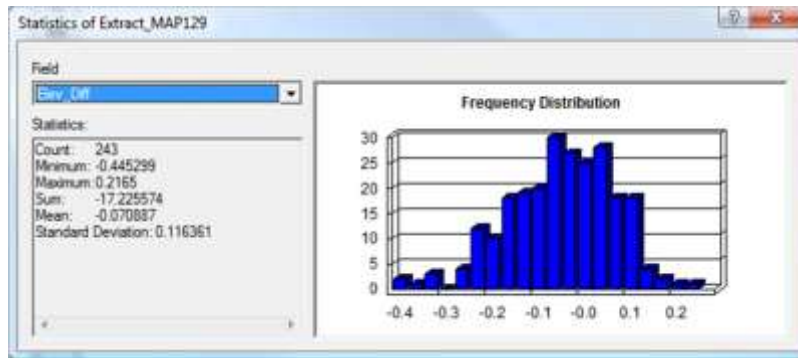 Statistics of Extract_MAP129
Field
Elev_Diff
Statistics:
Count: 243
Minimum: -0.445299
Maximum: 0.2165
Sum: -17.225574
Mean: -0.070887
Standard Deviation: 0.116361
Frequency Distribution
30
25
20
15
10
5
0
-0.4 -0.3 -0.2 -0.1 -0.0 0.1 0.2